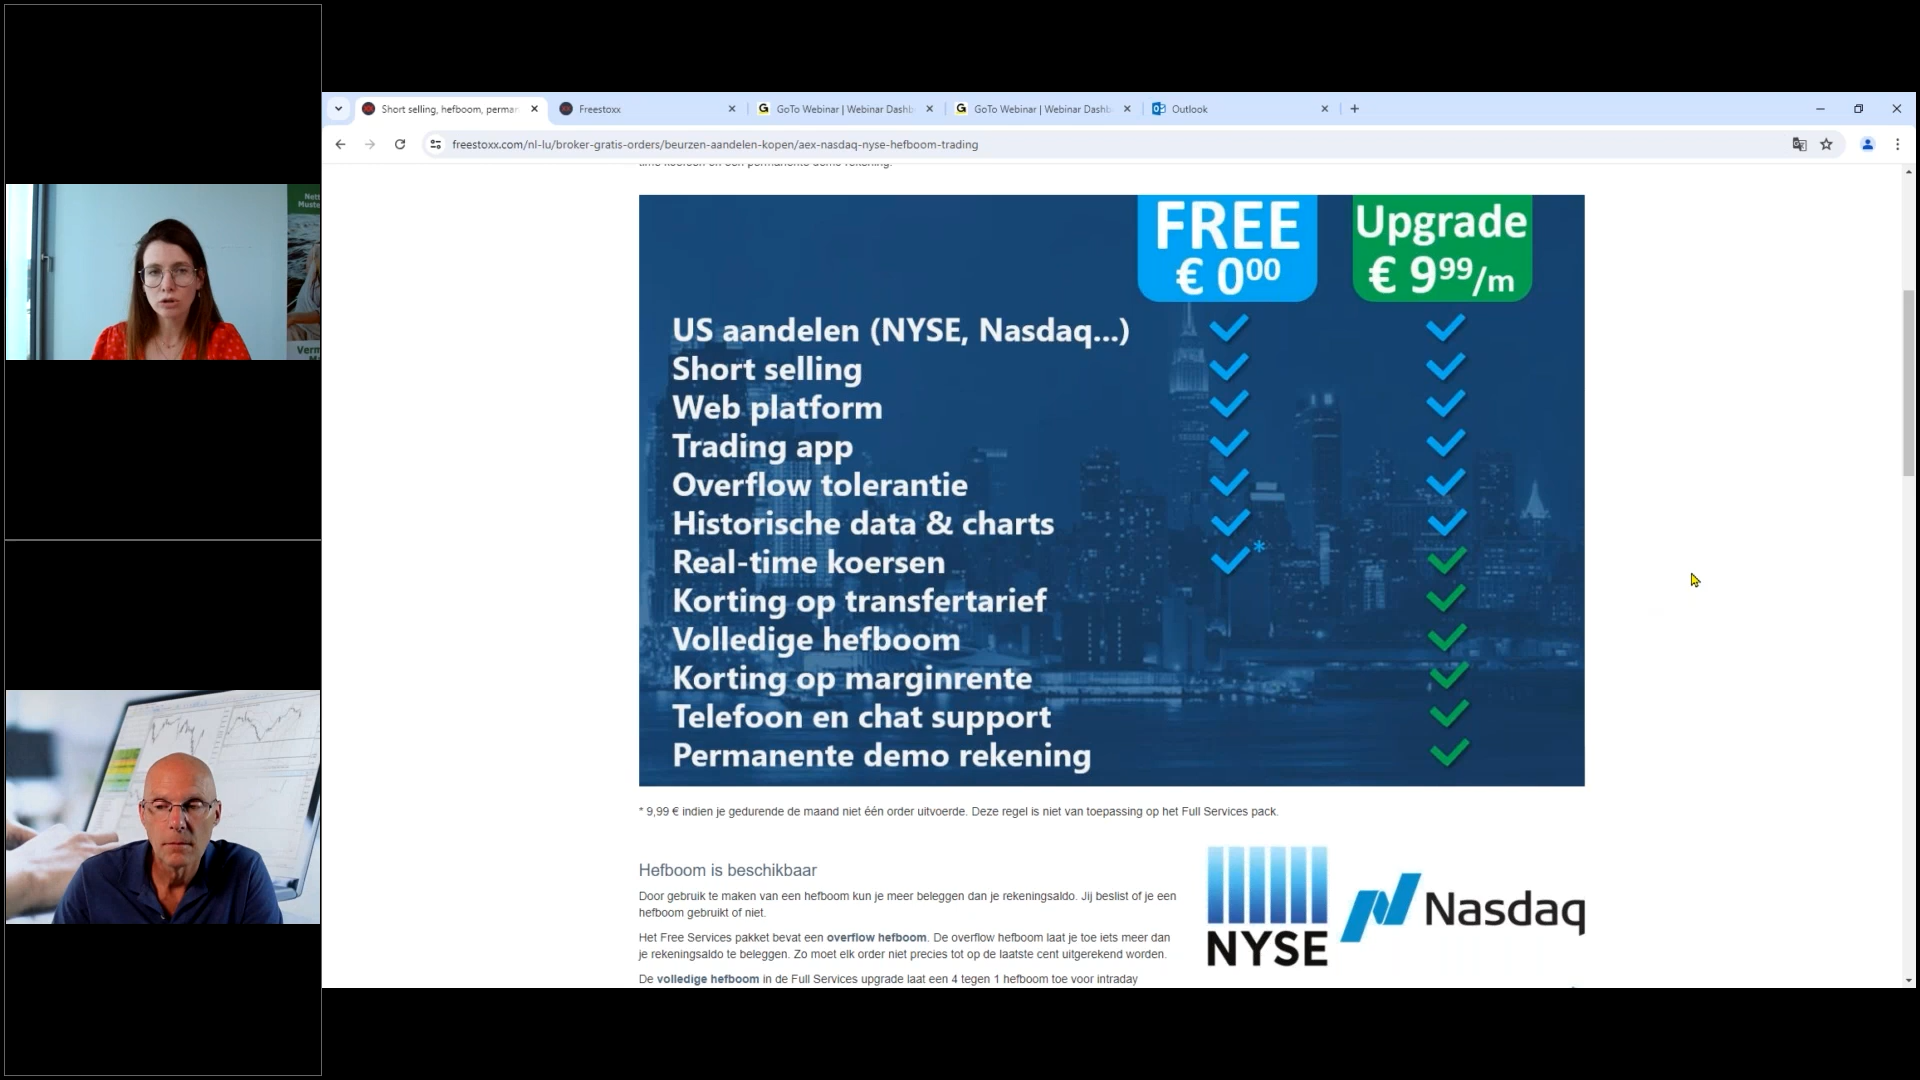 Short selling, hefboom, perman
Freestoxx
GoTo Webinar | Webinar Dashb
GoTo Webinar | Webinar Dashb
Outlook
freestoxx.com/nl-lu/broker-gratis-orders/beurzen-aandelen-kopen/aex-nasdaq-nyse-hefboom-trading
time koersen en een permanente demo rekening.
FREE
€ 0⁰⁰
Upgrade
€ 9⁹⁹/m
US aandelen (NYSE, Nasdaq...)
Short selling
Web platform
Trading app
Overflow tolerantie
Historische data & charts
Real-time koersen
*
Korting op transfertarief
Volledige hefboom
Korting op marginrente
Telefoon en chat support
Permanente demo rekening
* 9,99 € indien je gedurende de maand niet één order uitvoerde. Deze regel is niet van toepassing op het Full Services pack.
Hefboom is beschikbaar
Door gebruik te maken van een hefboom kun je meer beleggen dan je rekeningsaldo. Jij beslist of je een
hefboom gebruikt of niet.
Het Free Services pakket bevat een overflow hefboom. De overflow hefboom laat je toe iets meer dan
je rekeningsaldo te beleggen. Zo moet elk order niet precies tot op de laatste cent uitgerekend worden.
De volledige hefboom in de Full Services upgrade laat een 4 tegen 1 hefboom toe voor intraday
NYSE
Nasdaq